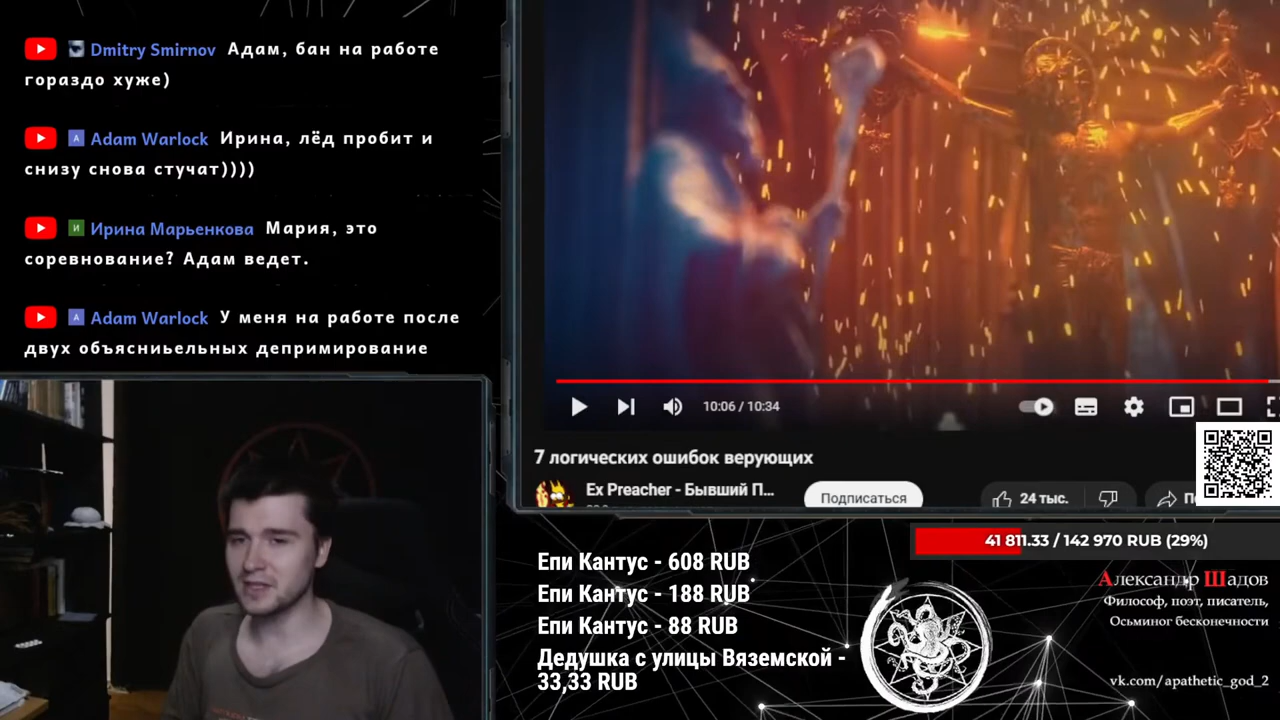 Dmitry Smirnov Адам, бан на работе
гораздо хуже)
A Adam Warlock Ирина, лёд пробит и
снизу снова стучат))))
И Ирина Марьенкова Мария, это
соревнование? Адам ведет.
A Adam Warlock У меня на работе после
двух объясниьельных депримирование
10:06 / 10:34
7 логических ошибок верующих
Ex Preacher - Бывший П...
Подписаться
24 тыс.
41 811.33 / 142 970 RUB (29%)
Епи Кантус - 608 RUB
Епи Кантус - 188 RUB
Епи Кантус - 88 RUB
Дедушка с улицы Вяземской -
33,33 RUB
Александр Шадов
Философ, поэт, писатель,
Осьминог бесконечности
vk.com/apathetic_god_2